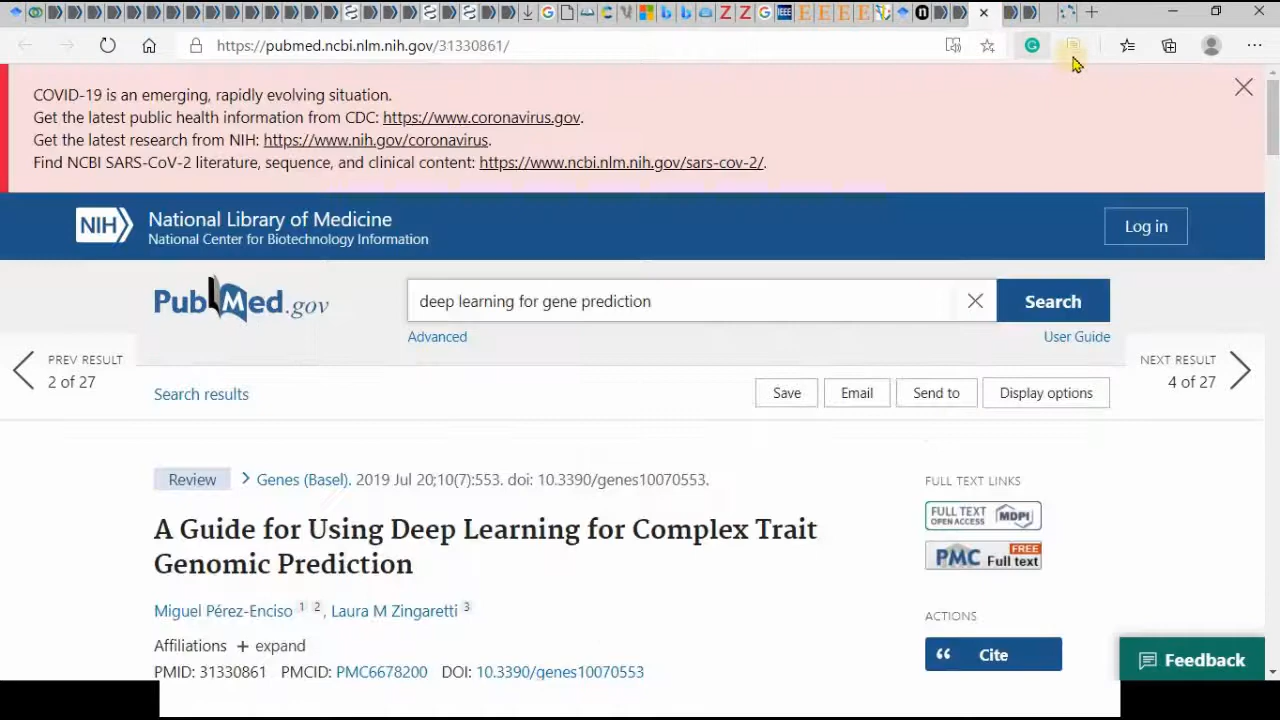 https://pubmed.ncbi.nlm.nih.gov/31330861/
COVID-19 is an emerging, rapidly evolving situation.
Get the latest public health information from CDC: https://www.coronavirus.gov.
Get the latest research from NIH: https://www.nih.gov/coronavirus.
Find NCBI SARS-CoV-2 literature, sequence, and clinical content: https://www.ncbi.nlm.nih.gov/sars-cov-2/.
NIH
National Library of Medicine
National Center for Biotechnology Information
Log in
PubMed.gov
deep learning for gene prediction
Search
Advanced
User Guide
PREV RESULT
2 of 27
NEXT RESULT
4 of 27
Search results
Save
Email
Send to
Display options
Review
Genes (Basel). 2019 Jul 20;10(7):553. doi: 10.3390/genes10070553.
A Guide for Using Deep Learning for Complex Trait
Genomic Prediction
Miguel Pérez-Enciso 1 2, Laura M Zingaretti 3
Affiliations + expand
PMID: 31330861 PMCID: PMC6678200 DOI: 10.3390/genes10070553
FULL TEXT LINKS
FULL TEXT
OPEN ACCESS
MDPI
PMC
FREE
Full text
ACTIONS
Cite
Feedback